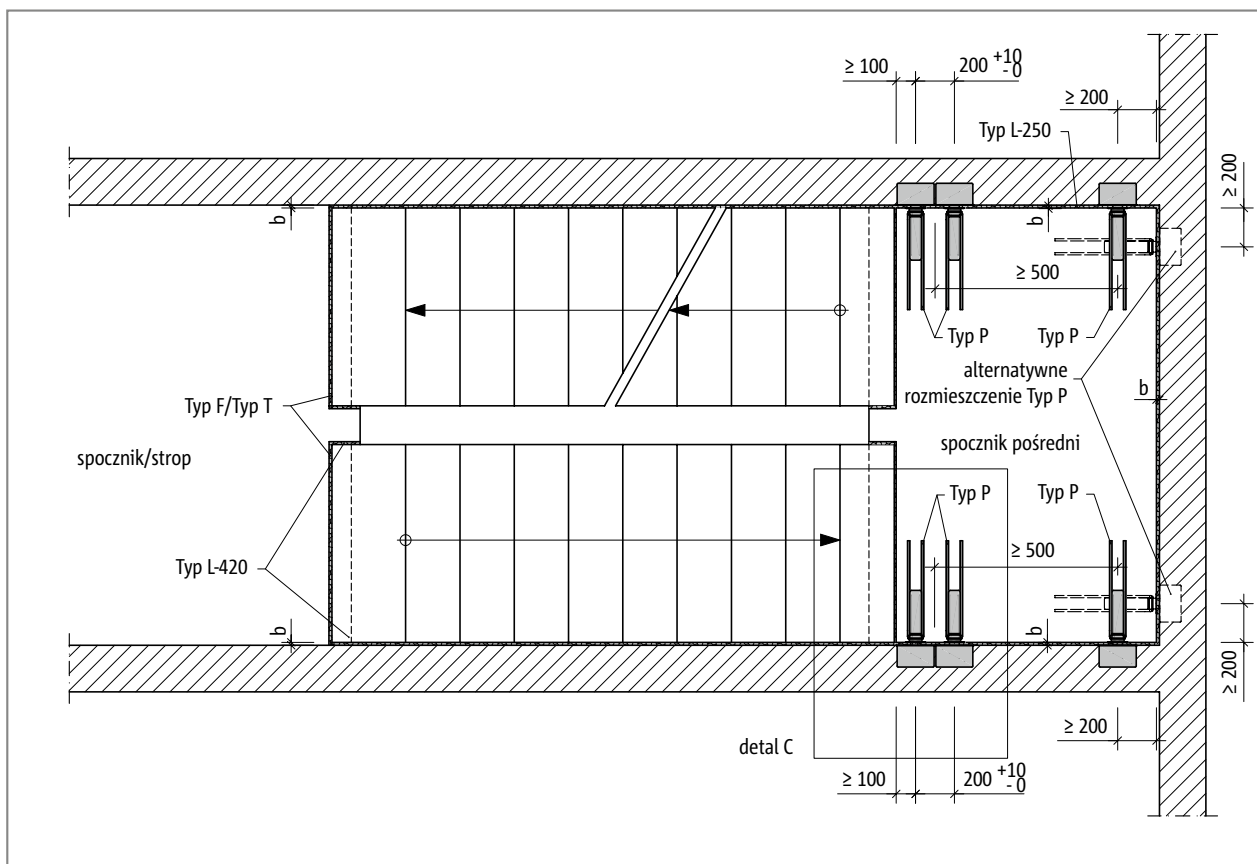 ≥ 100
200 +10 - 0
≥ 200
Typ L-250
≥ 200
b
b
≥ 500
Typ P
Typ P
alternatywne
rozmieszczenie Typ P
b
Typ F/Typ T
spocznik/strop
spocznik pośredni
Typ P
Typ P
≥ 500
Typ L-420
b
b
≥ 200
≥ 200
detal C
≥ 100
200 +10 - 0